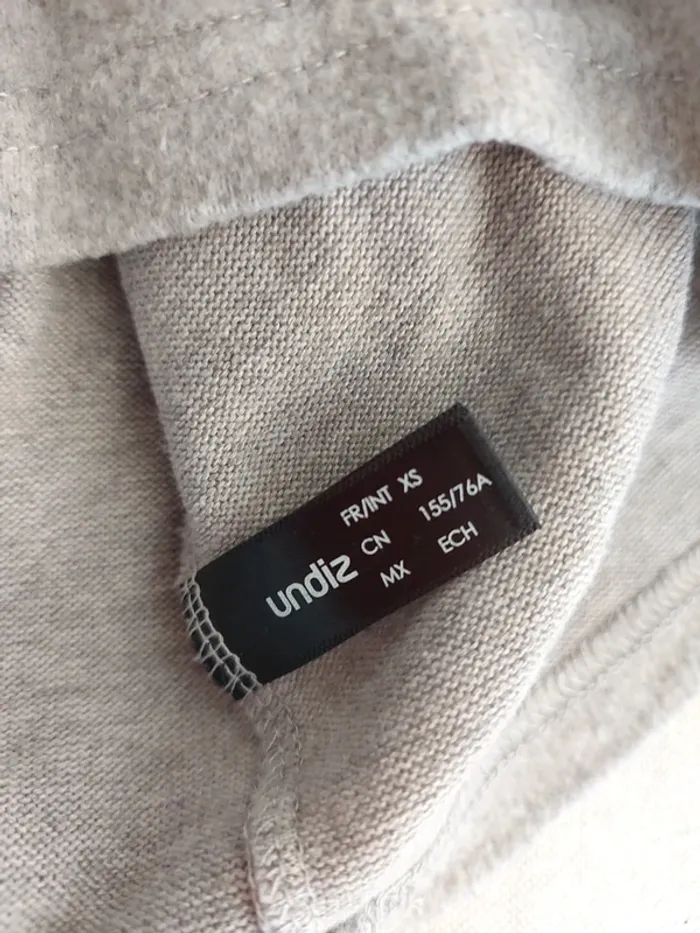 undiz
FR/INT XS
CN 155/76A
MX ECH